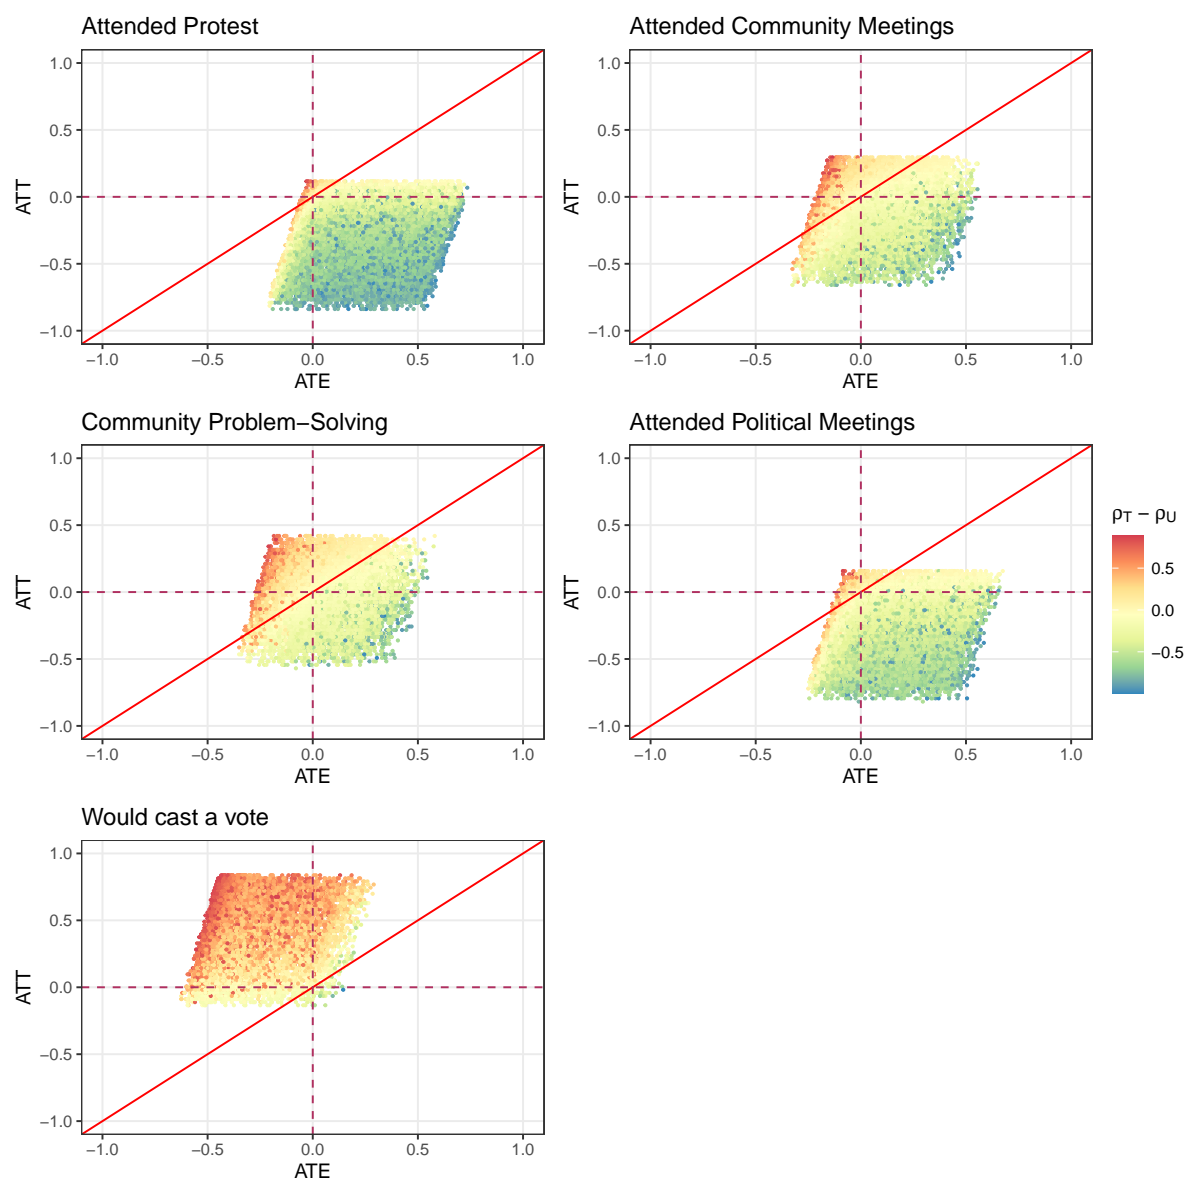 Attended Protest
1.0
0.5
0.0
−0.5
−1.0
ATT
−1.0 −0.5 0.0 0.5 1.0
ATE
Attended Community Meetings
1.0
0.5
0.0
−0.5
−1.0
ATT
−1.0 −0.5 0.0 0.5 1.0
ATE
Community Problem−Solving
1.0
0.5
0.0
−0.5
−1.0
ATT
−1.0 −0.5 0.0 0.5 1.0
ATE
Attended Political Meetings
1.0
0.5
0.0
−0.5
−1.0
ATT
−1.0 −0.5 0.0 0.5 1.0
ATE
ρT − ρU
0.5
0.0
−0.5
Would cast a vote
1.0
0.5
0.0
−0.5
−1.0
ATT
−1.0 −0.5 0.0 0.5 1.0
ATE